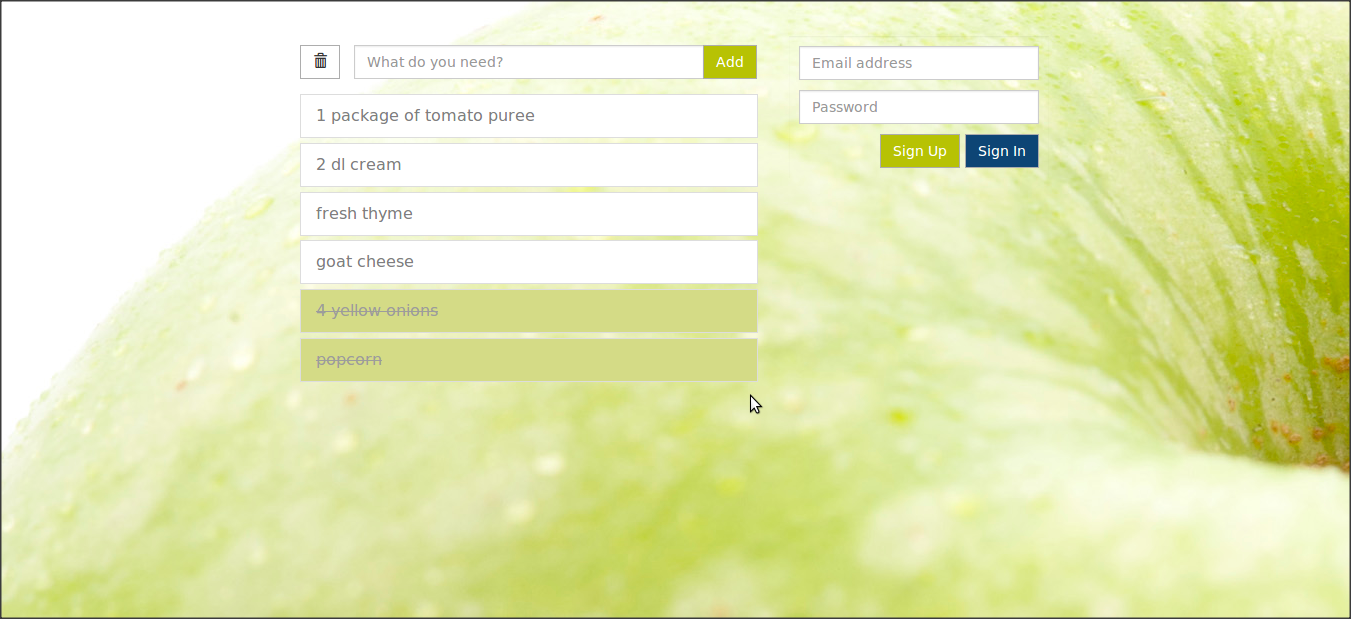 What do you need?
Add
1 package of tomato puree
2 dl cream
fresh thyme
goat cheese
4 yellow onions
popcorn
Email address
Password
Sign Up
Sign In